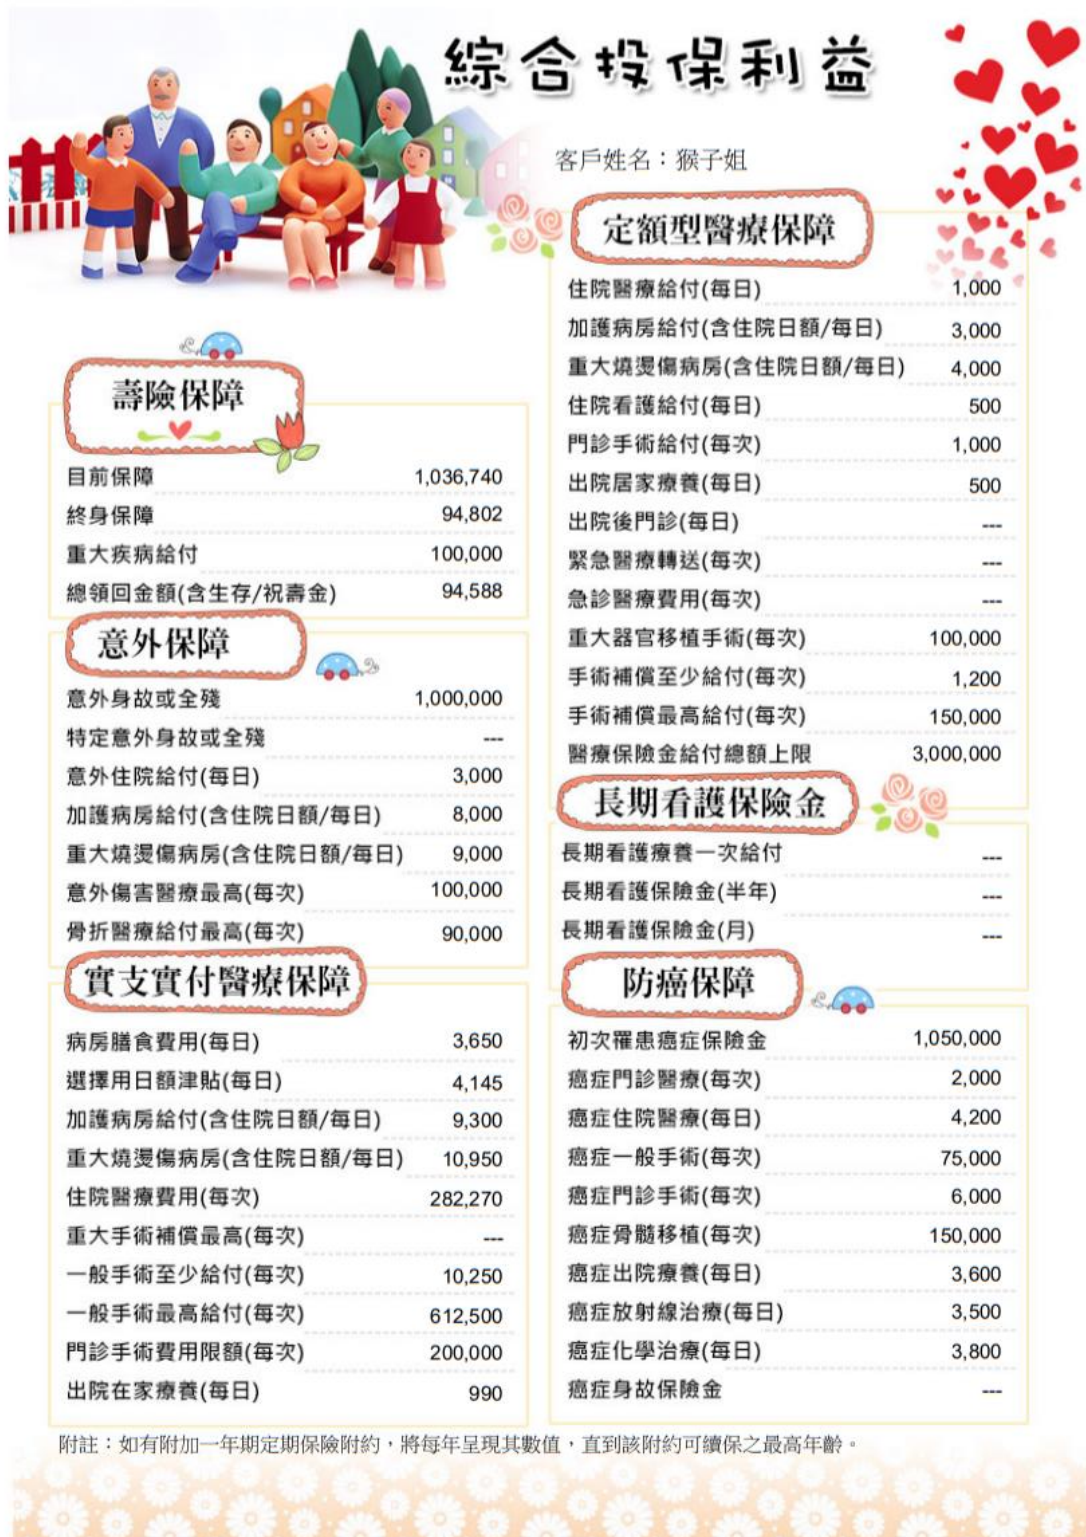 綜合投保利益
客戶姓名：猴子姐
壽險保障
目前保障 1,036,740
終身保障 94,802
重大疾病給付 100,000
總領回金額(含生存/祝壽金) 94,588
意外保障
意外身故或全殘 1,000,000
特定意外身故或全殘 ---
意外住院給付(每日) 3,000
加護病房給付(含住院日額/每日) 8,000
重大燒燙傷病房(含住院日額/每日) 9,000
意外傷害醫療最高(每次) 100,000
骨折醫療給付最高(每次) 90,000
實支實付醫療保障
病房膳食費用(每日) 3,650
選擇用日額津貼(每日) 4,145
加護病房給付(含住院日額/每日) 9,300
重大燒燙傷病房(含住院日額/每日) 10,950
住院醫療費用(每次) 282,270
重大手術補償最高(每次) ---
一般手術至少給付(每次) 10,250
一般手術最高給付(每次) 612,500
門診手術費用限額(每次) 200,000
出院在家療養(每日) 990
定額型醫療保障
住院醫療給付(每日) 1,000
加護病房給付(含住院日額/每日) 3,000
重大燒燙傷病房(含住院日額/每日) 4,000
住院看護給付(每日) 500
門診手術給付(每次) 1,000
出院居家療養(每日) 500
出院後門診(每日) ---
緊急醫療轉送(每次) ---
急診醫療費用(每次) ---
重大器官移植手術(每次) 100,000
手術補償至少給付(每次) 1,200
手術補償最高給付(每次) 150,000
醫療保險金給付總額上限 3,000,000
長期看護保險金
長期看護療養一次給付 ---
長期看護保險金(半年) ---
長期看護保險金(月) ---
防癌保障
初次罹患癌症保險金 1,050,000
癌症門診醫療(每次) 2,000
癌症住院醫療(每日) 4,200
癌症一般手術(每次) 75,000
癌症門診手術(每次) 6,000
癌症骨髓移植(每次) 150,000
癌症出院療養(每日) 3,600
癌症放射線治療(每日) 3,500
癌症化學治療(每日) 3,800
癌症身故保險金 ---
附註：如有附加一年期定期保險附約，將每年呈現其數值，直到該附約可續保之最高年齡。